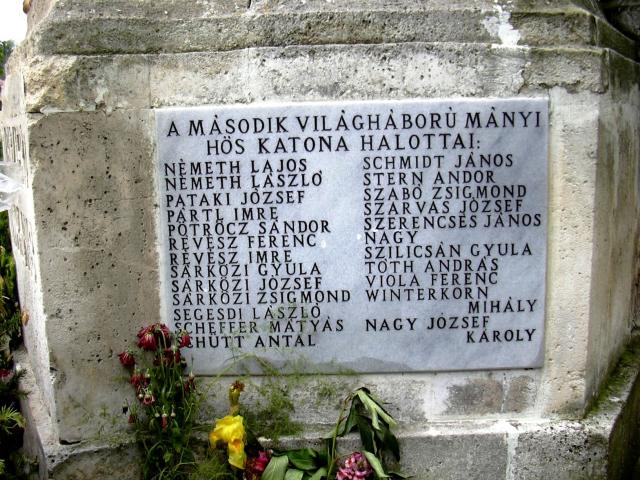 A MÁSODIK VILÁGHÁBORÙ MÁNYI
HÖS KATONA HALOTTAI:
NÉMETH LAJOS
NÉMETH LÁSZLÓ
PATAKI JÓZSEF
PÁRTL IMRE
PÖTRÖCZ SÁNDOR
RÉVÉSZ FERENC
RÉVÉSZ IMRE
SÁRKÖZI GYULA
SÁRKÖZI JÓZSEF
SÁRKÖZI ZSIGMOND
SEGESDI LÁSZLÓ
SCHEFFER MÁTYÁS
SCHÜTT ANTAL
SCHMIDT JÁNOS
STERN ANDOR
SZABÓ ZSIGMOND
SZARVAS JÓZSEF
SZERENCSÉS JÁNOS
NAGY
SZILICSÁN GYULA
TÓTH ANDRÁS
VIOLA FERENC
WINTERKORN
MIHÁLY
NAGY JÓZSEF
KÁROLY